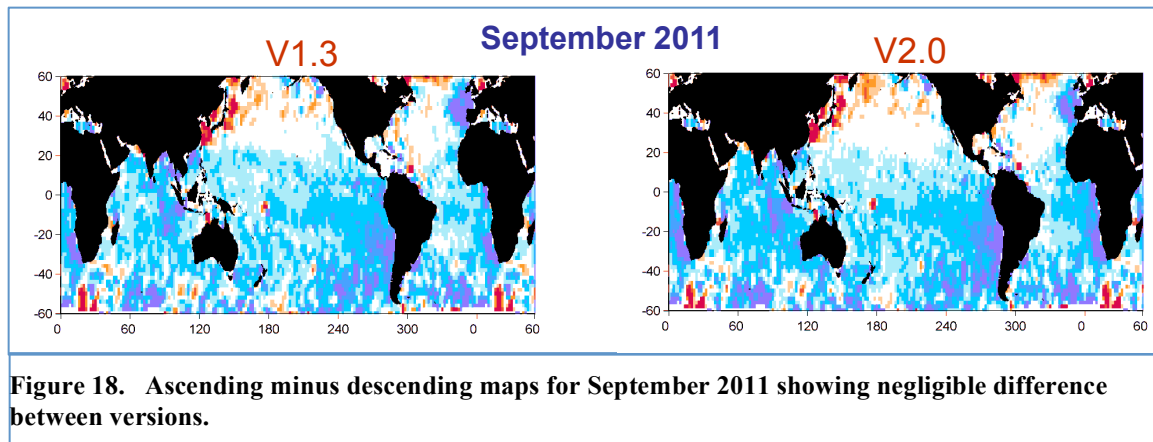 September 2011
V1.3
V2.0
60
40
20
0
-20
-40
-60
0 60 120 180 240 300 0 60
60
40
20
0
-20
-40
-60
0 60 120 180 240 300 0 60
Figure 18. Ascending minus descending maps for September 2011 showing negligible difference
between versions.